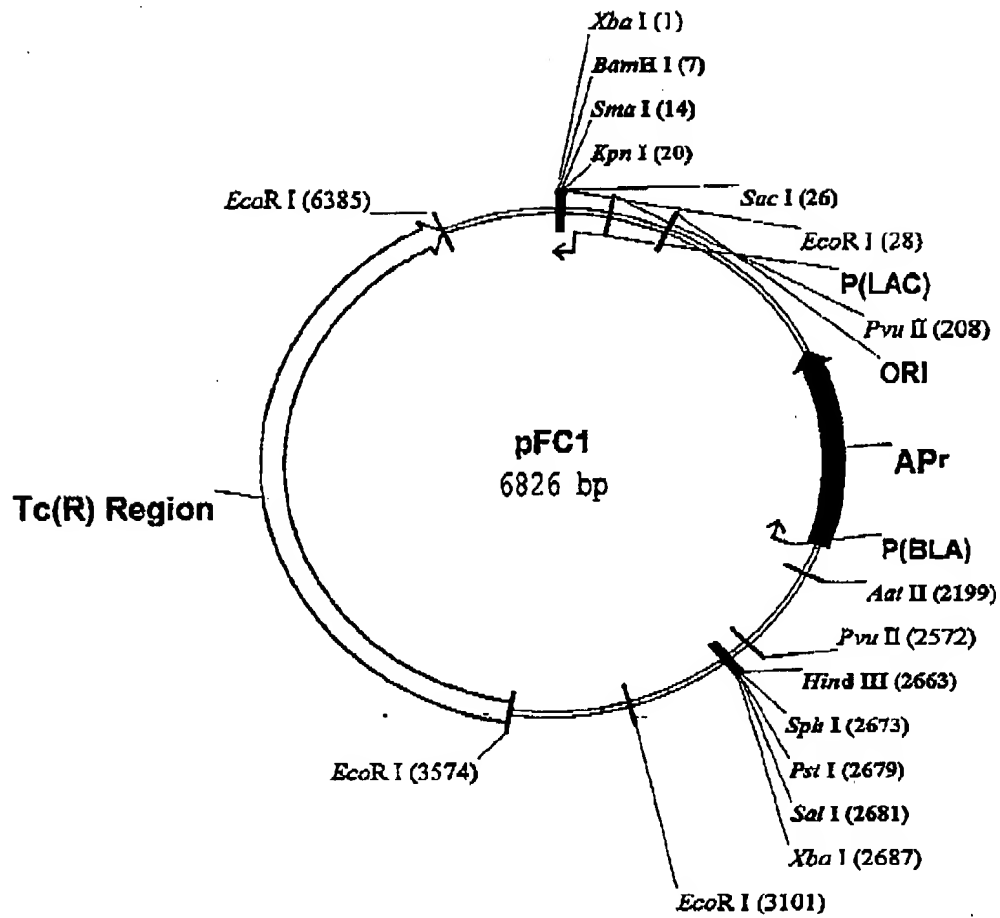 Xba I (1)
BamH I (7)
Sma I (14)
Kpn I (20)
EcoR I (6385)
Sac I (26)
EcoR I (28)
P(LAC)
Pvu II (208)
ORI
pFC1
6826 bp
APr
Tc(R) Region
P(BLA)
Aat II (2199)
Pvu II (2572)
Hind III (2663)
Sph I (2673)
EcoR I (3574)
Pst I (2679)
Sal I (2681)
Xba I (2687)
EcoR I (3101)